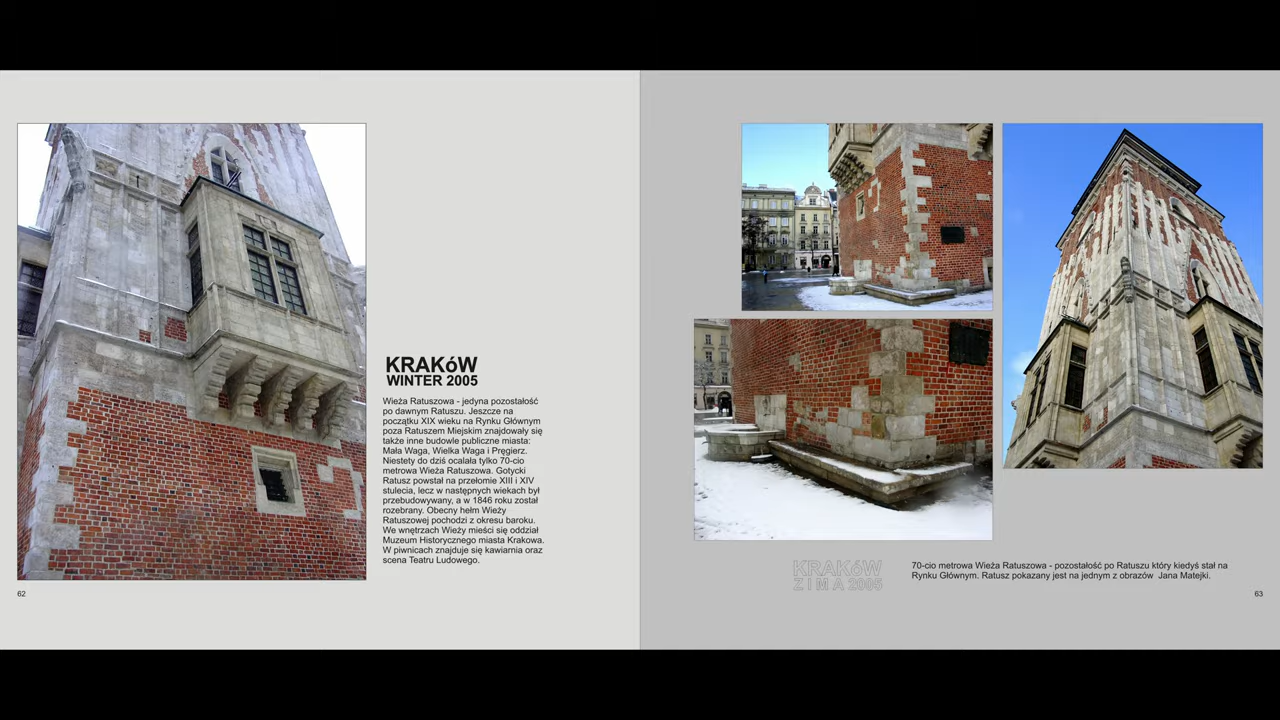 KRAKóW
WINTER 2005
Wieża Ratuszowa - jedyna pozostałość
po dawnym Ratuszu. Jeszcze na
początku XIX wieku na Rynku Głównym
poza Ratuszem Miejskim znajdowały się
także inne budowle publiczne miasta:
Mała Waga, Wielka Waga i Pręgierz.
Niestety do dziś ocalała tylko 70-cio
metrowa Wieża Ratuszowa. Gotycki
Ratusz powstał na przełomie XIII i XIV
stulecia, lecz w następnych wiekach był
przebudowywany, a w 1846 roku został
rozebrany. Obecny hełm Wieży
Ratuszowej pochodzi z okresu baroku.
We wnętrzach Wieży mieści się oddział
Muzeum Historycznego miasta Krakowa.
W piwnicach znajduje się kawiarnia oraz
scena Teatru Ludowego.
62
KRAKóW
Z I M A 2005
70-cio metrowa Wieża Ratuszowa - pozostałość po Ratuszu który kiedyś stał na
Rynku Głównym. Ratusz pokazany jest na jednym z obrazów  Jana Matejki.
63